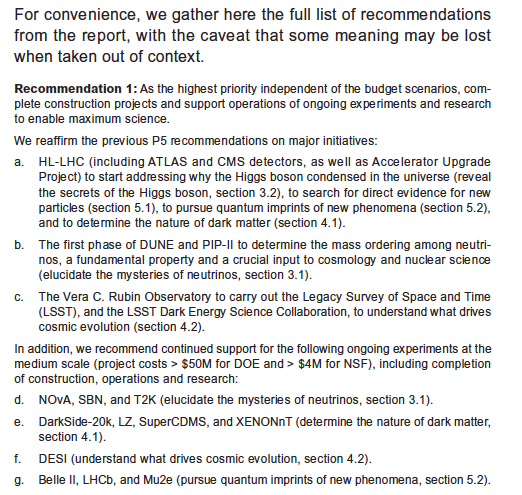 For convenience, we gather here the full list of recommendations
from the report, with the caveat that some meaning may be lost
when taken out of context.
Recommendation 1: As the highest priority independent of the budget scenarios, com-
plete construction projects and support operations of ongoing experiments and research
to enable maximum science.
We reaffirm the previous P5 recommendations on major initiatives:
a. HL-LHC (including ATLAS and CMS detectors, as well as Accelerator Upgrade
Project) to start addressing why the Higgs boson condensed in the universe (reveal
the secrets of the Higgs boson, section 3.2), to search for direct evidence for new
particles (section 5.1), to pursue quantum imprints of new phenomena (section 5.2),
and to determine the nature of dark matter (section 4.1).
b. The first phase of DUNE and PIP-II to determine the mass ordering among neutri-
nos, a fundamental property and a crucial input to cosmology and nuclear science
(elucidate the mysteries of neutrinos, section 3.1).
c. The Vera C. Rubin Observatory to carry out the Legacy Survey of Space and Time
(LSST), and the LSST Dark Energy Science Collaboration, to understand what drives
cosmic evolution (section 4.2).
In addition, we recommend continued support for the following ongoing experiments at the
medium scale (project costs > $50M for DOE and > $4M for NSF), including completion
of construction, operations and research:
d. NOvA, SBN, and T2K (elucidate the mysteries of neutrinos, section 3.1).
e. DarkSide-20k, LZ, SuperCDMS, and XENONnT (determine the nature of dark matter,
section 4.1).
f. DESI (understand what drives cosmic evolution, section 4.2).
g. Belle II, LHCb, and Mu2e (pursue quantum imprints of new phenomena, section 5.2).